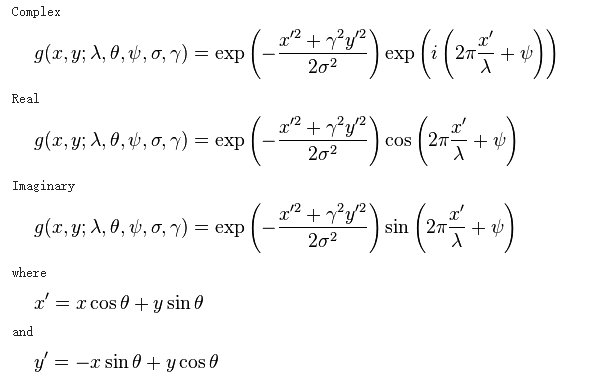 Complex
g(x, y; λ, θ, ψ, σ, γ) = exp(−(x′² + γ²y′²)/(2σ²)) exp(i(2π x′/λ + ψ))
Real
g(x, y; λ, θ, ψ, σ, γ) = exp(−(x′² + γ²y′²)/(2σ²)) cos(2π x′/λ + ψ)
Imaginary
g(x, y; λ, θ, ψ, σ, γ) = exp(−(x′² + γ²y′²)/(2σ²)) sin(2π x′/λ + ψ)
where
x′ = x cos θ + y sin θ
and
y′ = −x sin θ + y cos θ